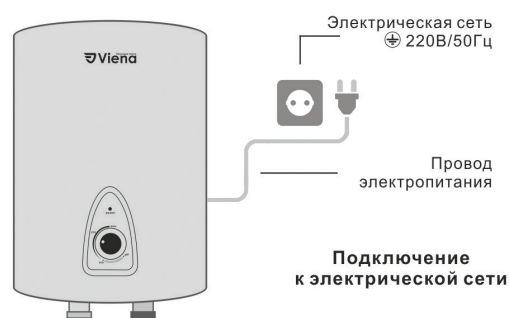 Электрическая сеть
220В/50Гц
Viena
Провод
электропитания
Подключение
к электрической сети